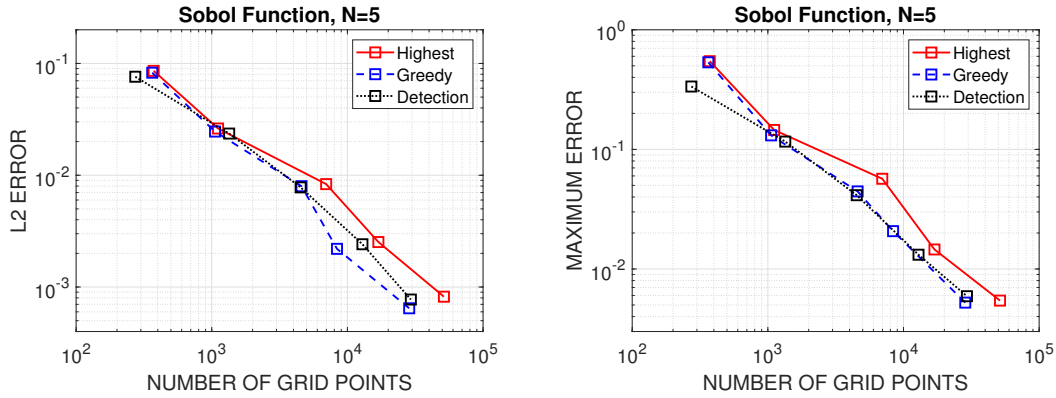 Sobol Function, N=5
Highest
Greedy
Detection
L2 ERROR
10^-1
10^-2
10^-3
10^2
10^3
10^4
10^5
NUMBER OF GRID POINTS
Sobol Function, N=5
Highest
Greedy
Detection
MAXIMUM ERROR
10^0
10^-1
10^-2
10^2
10^3
10^4
10^5
NUMBER OF GRID POINTS